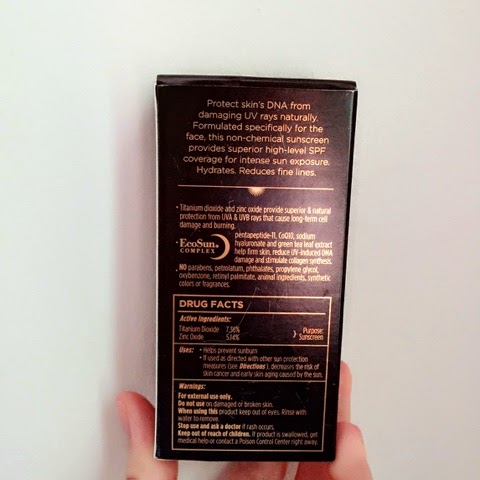 Protect skin's DNA from
damaging UV rays naturally.
Formulated specifically for the
face, this non-chemical sunscreen
provides superior high-level SPF
coverage for intense sun exposure.
Hydrates. Reduces fine lines.
• Titanium dioxide and zinc oxide provide superior & natural
protection from UVA & UVB rays that cause long-term cell
damage and burning.
• EcoSun®
COMPLEX
pentapeptide-11, CoQ10, sodium
hyaluronate and green tea leaf extract
help firm skin, reduce UV-induced DNA
damage and stimulate collagen synthesis.
• NO parabens, petrolatum, phthalates, propylene glycol,
oxybenzone, retinyl palmitate, animal ingredients, synthetic
colors or fragrances.
DRUG FACTS
Active Ingredients:
Titanium Dioxide 7.36%
Zinc Oxide 5.14%
} Purpose:
Sunscreen
Uses: • Helps prevent sunburn
• If used as directed with other sun protection
measures (see Directions), decreases the risk of
skin cancer and early skin aging caused by the sun.
Warnings:
For external use only.
Do not use on damaged or broken skin.
When using this product keep out of eyes. Rinse with
water to remove.
Stop use and ask a doctor if rash occurs.
Keep out of reach of children. If product is swallowed, get
medical help or contact a Poison Control Center right away.